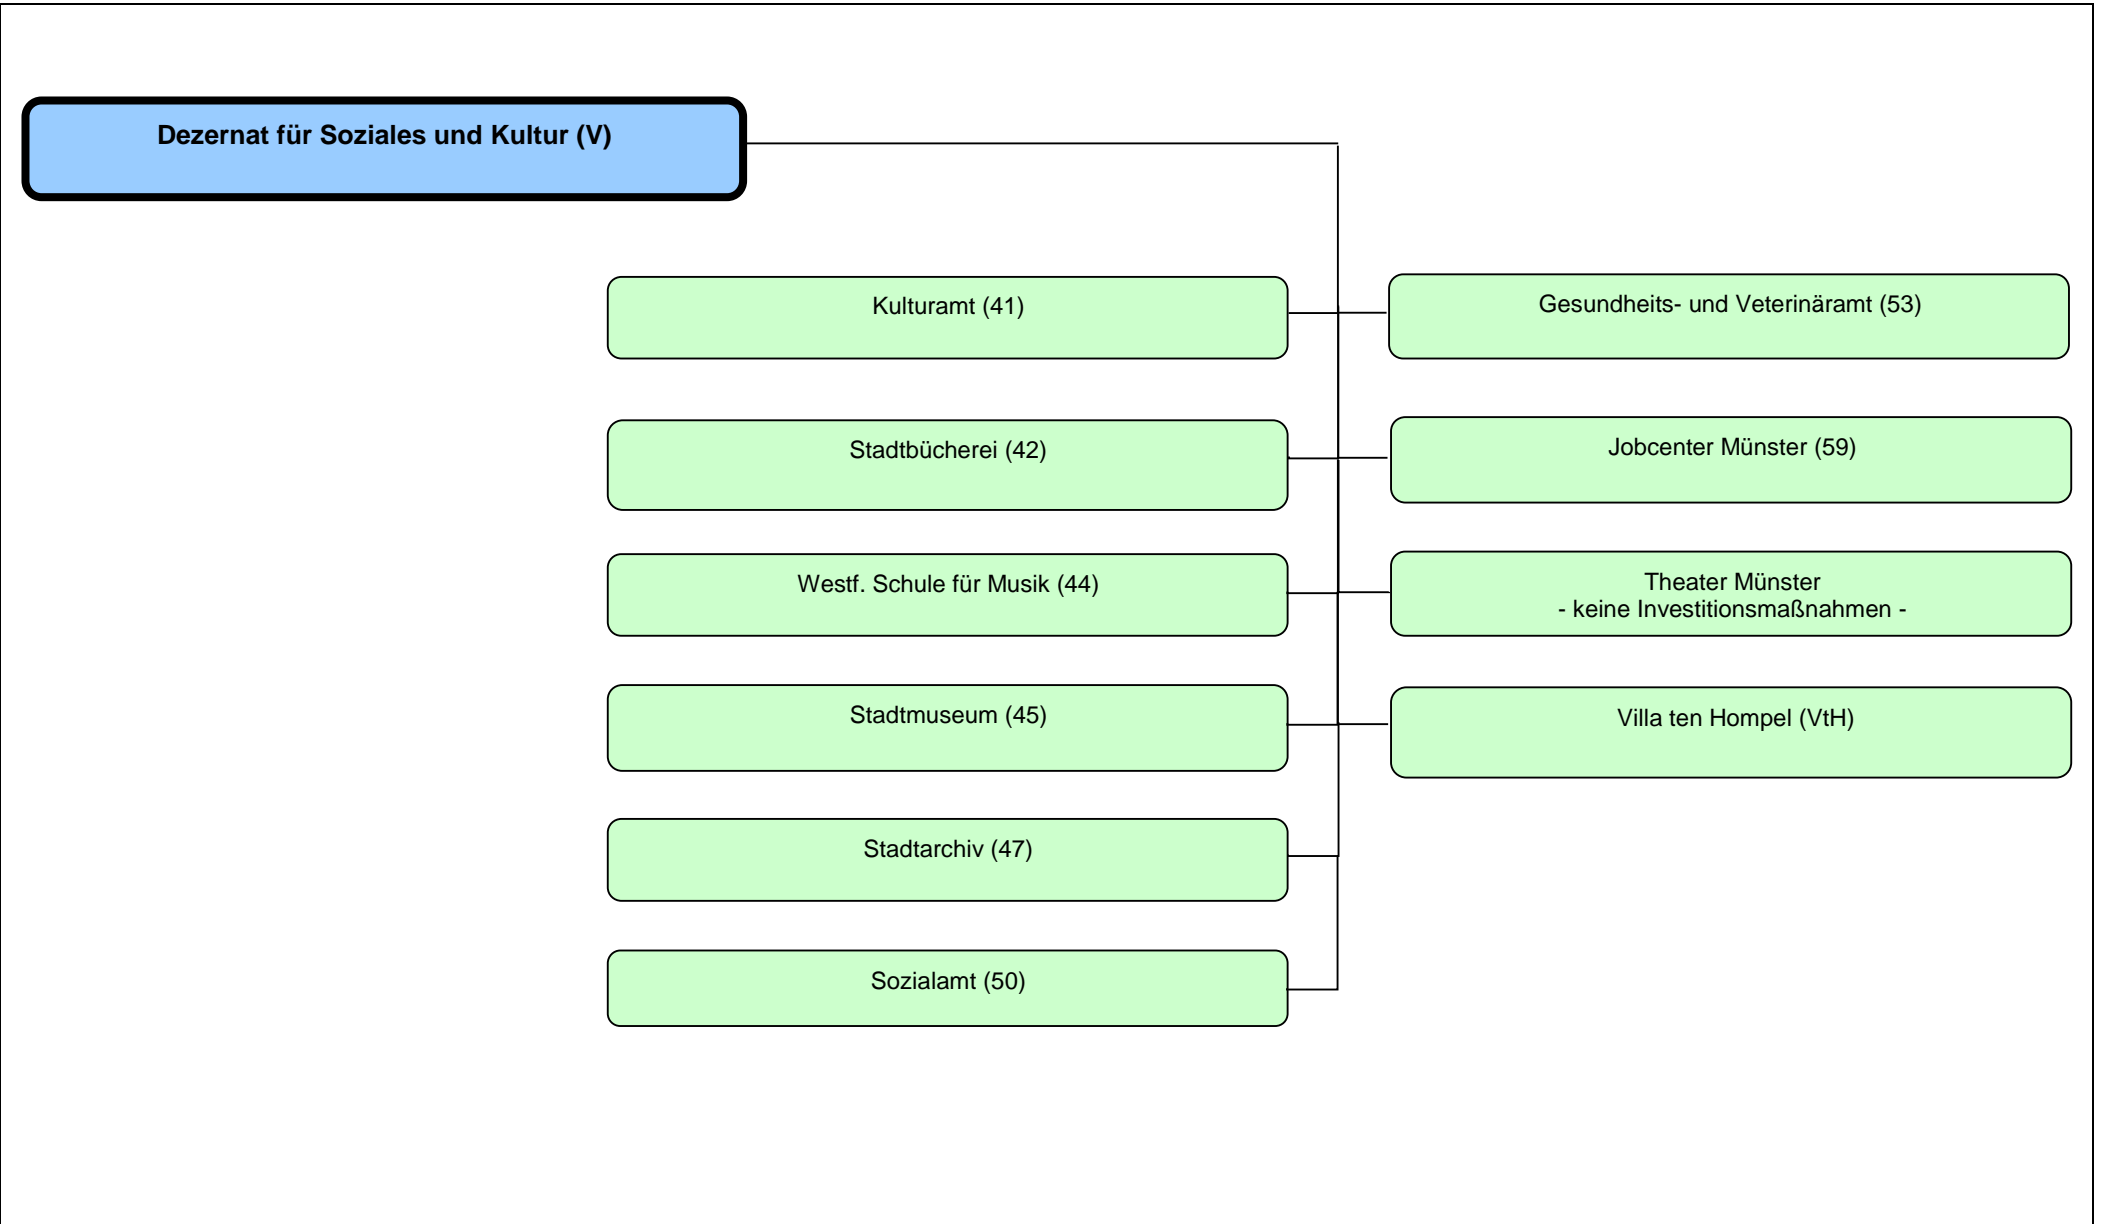 Dezernat für Soziales und Kultur (V)
Kulturamt (41)
Stadtbücherei (42)
Westf. Schule für Musik (44)
Stadtmuseum (45)
Stadtarchiv (47)
Sozialamt (50)
Gesundheits- und Veterinäramt (53)
Jobcenter Münster (59)
Theater Münster
- keine Investitionsmaßnahmen -
Villa ten Hompel (VtH)